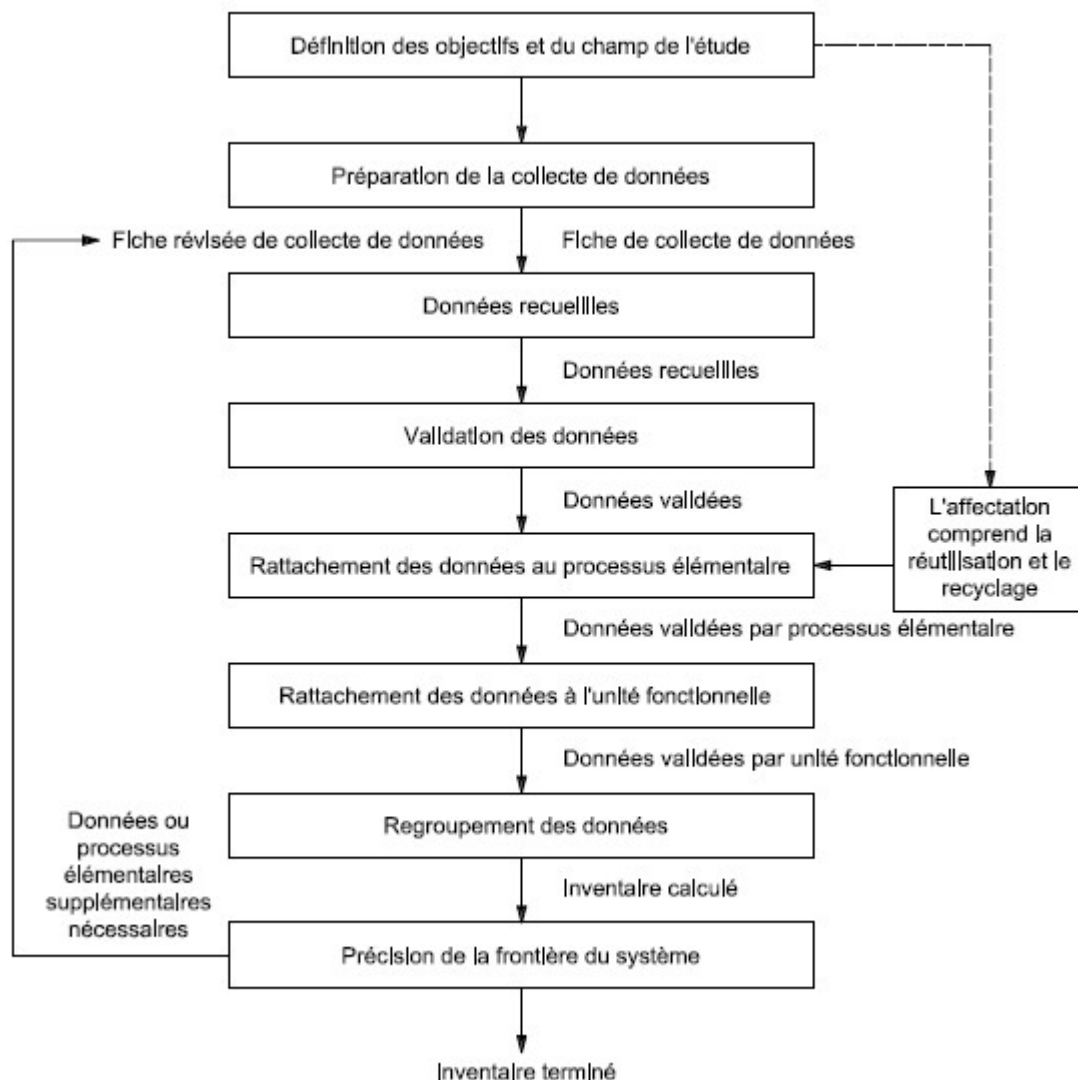 Définition des objectifs et du champ de l'étude
Préparation de la collecte de données
Fiche révisée de collecte de données
Fiche de collecte de données
Données recueillies
Données recueillies
Validation des données
Données validées
L'affectation
comprend la
réutilisation et le
recyclage
Rattachement des données au processus élémentaire
Données validées par processus élémentaire
Rattachement des données à l'unité fonctionnelle
Données validées par unité fonctionnelle
Regroupement des données
Données ou
processus
élémentaires
supplémentaires
nécessaires
Inventaire calculé
Précision de la frontière du système
Inventaire terminé